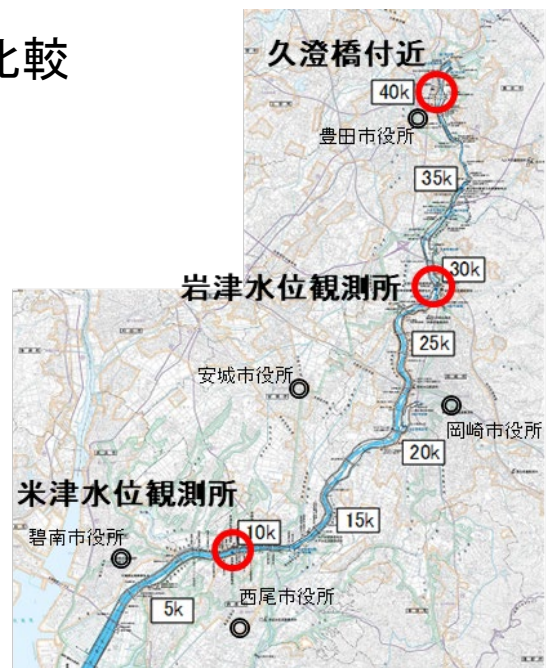 比較
久澄橋付近
40k
豊田市役所
35k
岩津水位観測所
30k
25k
安城市役所
岡崎市役所
20k
米津水位観測所
10k
15k
碧南市役所
5k
西尾市役所